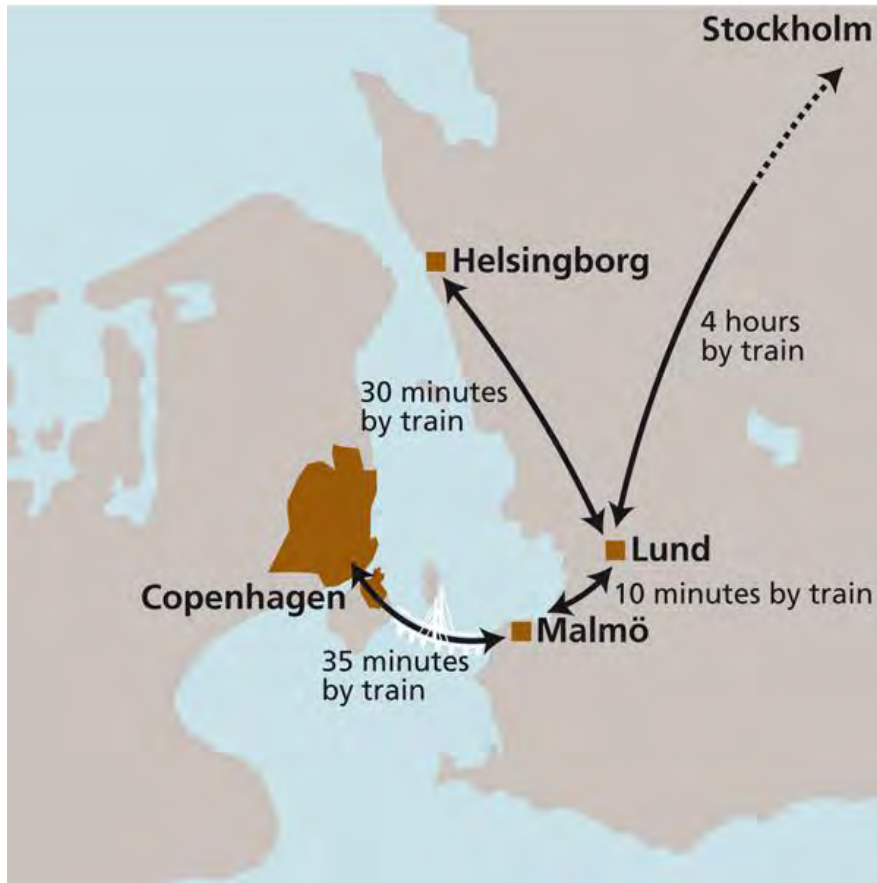 Stockholm
Helsingborg
4 hours
by train
30 minutes
by train
Lund
Copenhagen
10 minutes by train
Malmö
35 minutes
by train